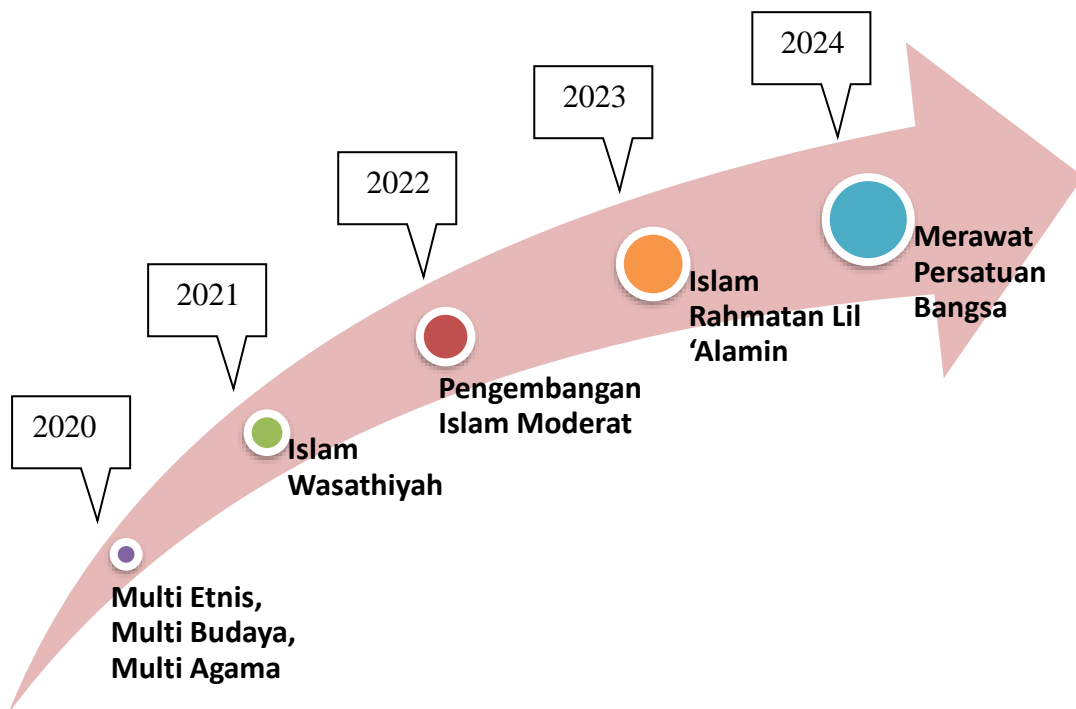 2020
Multi Etnis,
Multi Budaya,
Multi Agama
2021
Islam
Wasathiyah
2022
Pengembangan
Islam Moderat
2023
Islam
Rahmatan Lil
‘Alamin
2024
Merawat
Persatuan
Bangsa